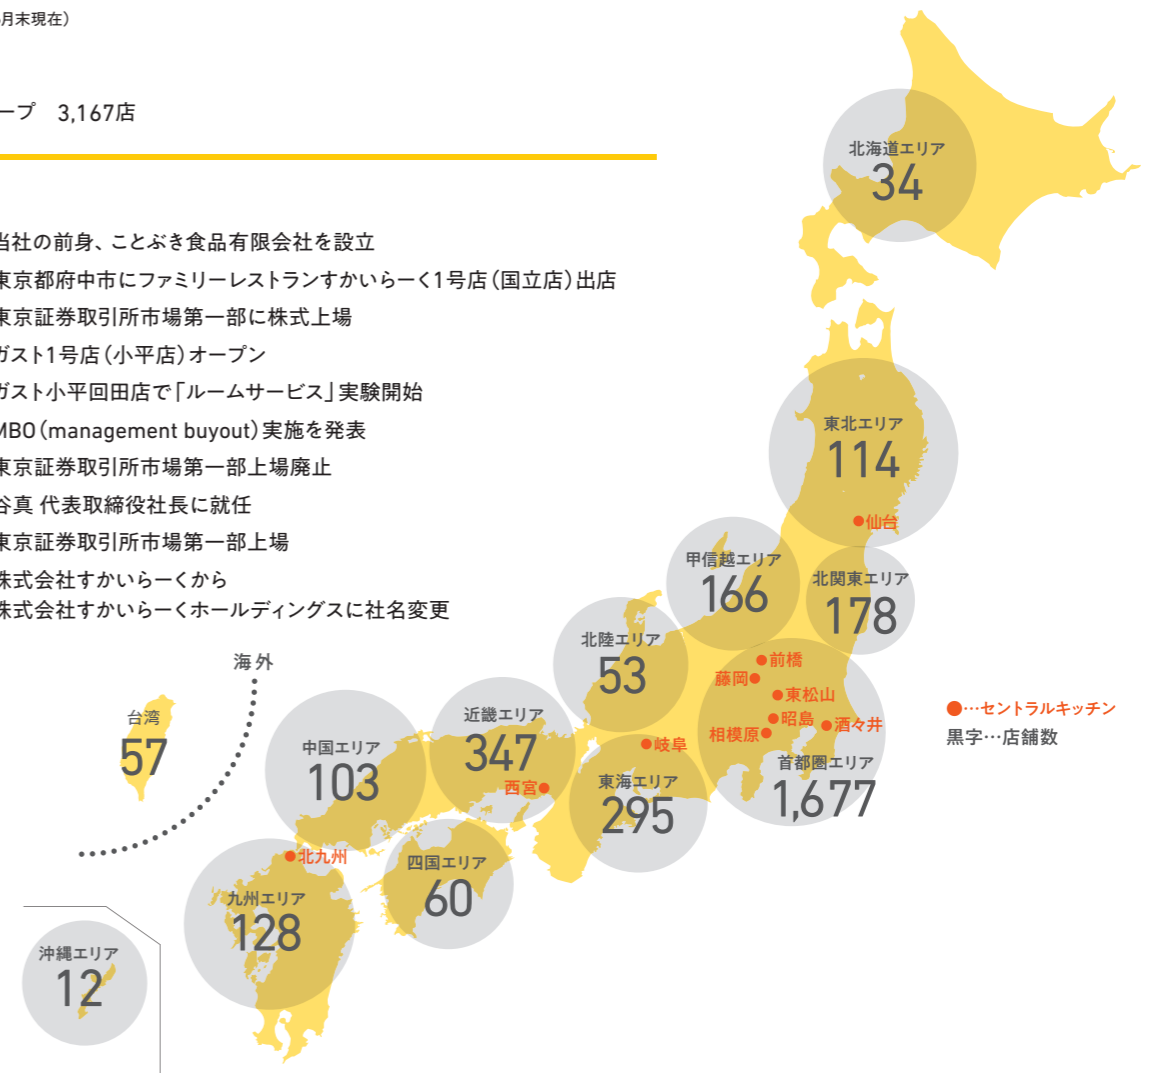 月末現在）
ープ 3,167店
当社の前身、ことぶき食品有限会社を設立
東京都府中市にファミリーレストランすかいらーく1号店（国立店）出店
東京証券取引所市場第一部に株式上場
ガスト1号店（小平店）オープン
ガスト小平回田店で「ルームサービス」実験開始
MBO（management buyout）実施を発表
東京証券取引所市場第一部上場廃止
谷真 代表取締役社長に就任
東京証券取引所市場第一部上場
株式会社すかいらーくから
株式会社すかいらーくホールディングスに社名変更
北海道エリア
34
東北エリア
114
仙台
甲信越エリア
166
北関東エリア
178
北陸エリア
53
前橋
藤岡
東松山
昭島
酒々井
相模原
首都圏エリア
1,677
●…セントラルキッチン
黒字…店舗数
海外
台湾
57
近畿エリア
347
西宮
中国エリア
103
岐阜
東海エリア
295
北九州
四国エリア
60
九州エリア
128
沖縄エリア
12